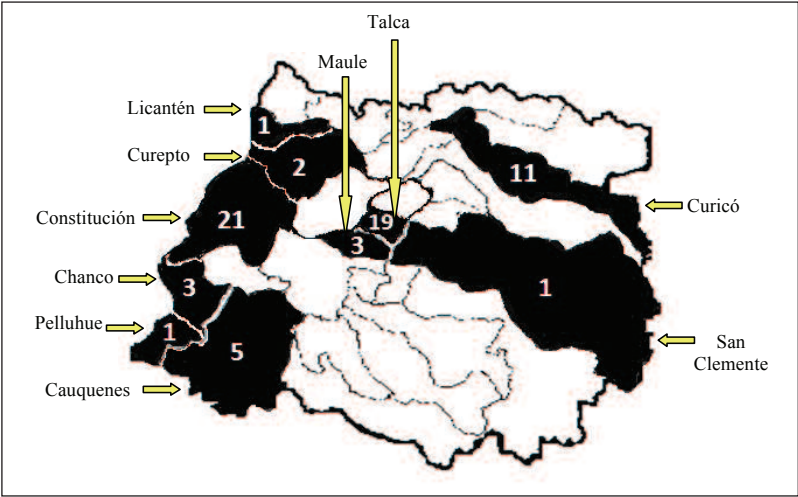 Talca
Maule
Licantén
1
Curepto
2
11
Constitución
21
19
Curicó
3
Chanco
3
1
Pelluhue
1
5
San
Clemente
Cauquenes